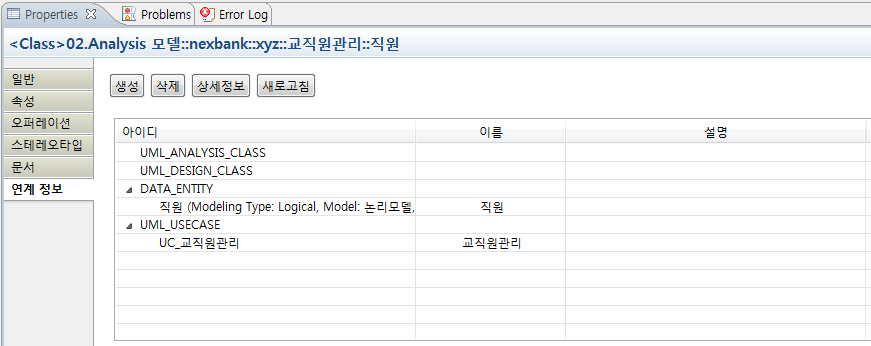 Properties Problems Error Log
<Class>02.Analysis 모델::nexbank::xyz::교직원관리::직원
일반
속성
오퍼레이션
스테레오타입
문서
연계 정보
생성 삭제 상세정보 새로고침
아이디 이름 설명
UML_ANALYSIS_CLASS
UML_DESIGN_CLASS
DATA_ENTITY
직원 (Modeling Type: Logical, Model: 논리모델, 직원
UML_USECASE
UC_교직원관리 교직원관리